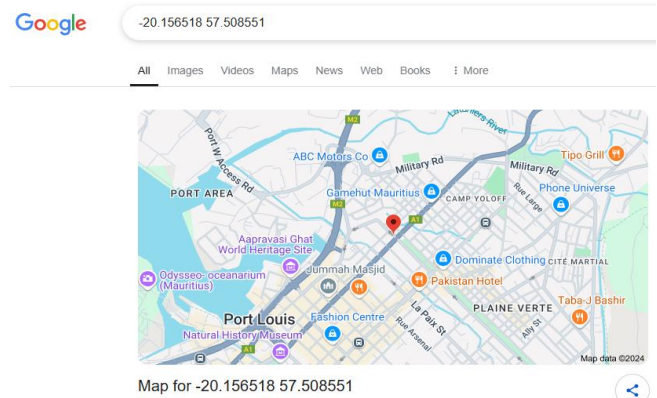 Google
-20.156518 57.508551
All Images Videos Maps News Web Books More
Latainers River
M2
Port W Access Rd
ABC Motors Co
Military Rd
Tipo Grill
Military Rd
PORT AREA
Gamehut Mauritius
CAMP YOLOFF
Rue Large
Phone Universe
M2
A1
Aapravasi Ghat
World Heritage Site
Dominate Clothing
CITÉ MARTIAL
Odysseo- oceanarium
(Mauritius)
Jummah Masjid
Pakistan Hotel
Taba-J Bashir
PLAINE VERTE
La Paix St
Port Louis
Fashion Centre
Rue Arsenal
Ally St
Natural History Museum
A1
Map data ©2024
Map for -20.156518 57.508551